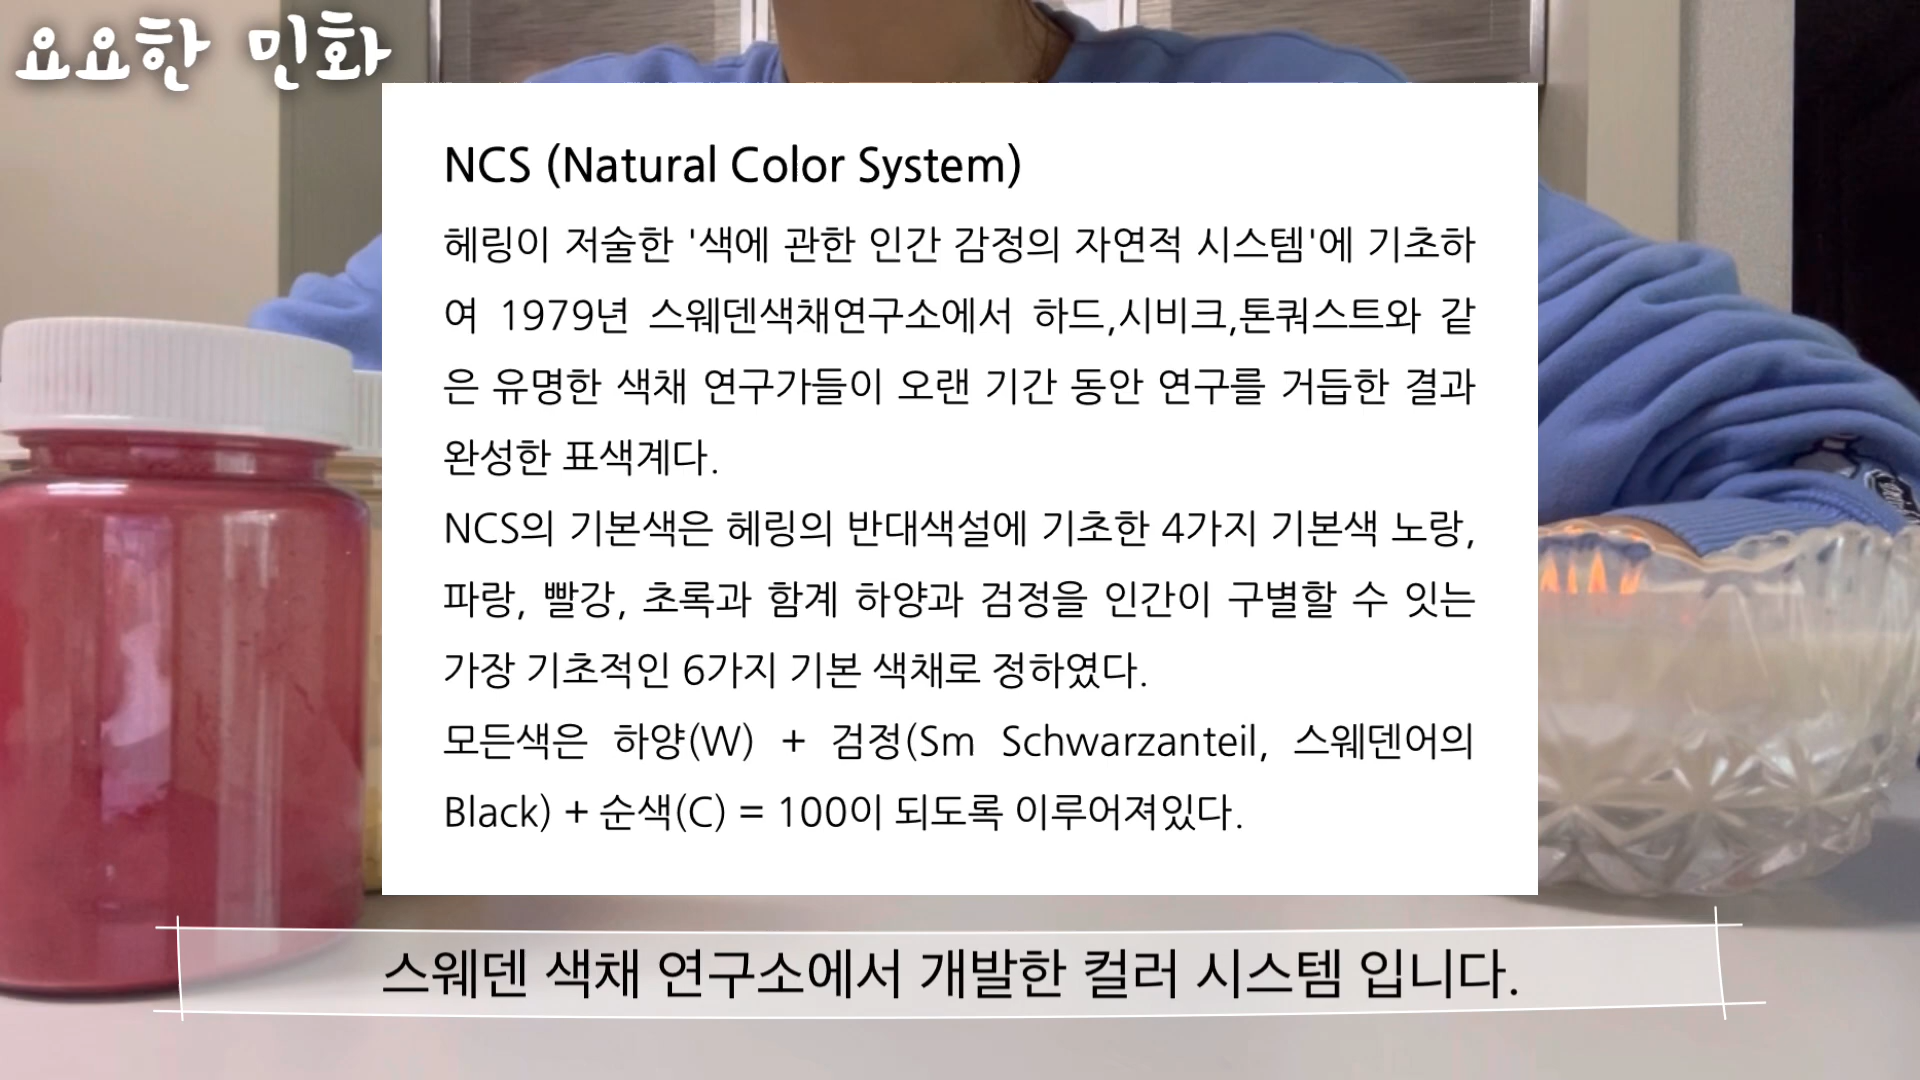 요요한 민화
NCS (Natural Color System)
헤링이 저술한 '색에 관한 인간 감정의 자연적 시스템'에 기초하
여 1979년 스웨덴색채연구소에서 하드,시비크,톤쿼스트와 같
은 유명한 색채 연구가들이 오랜 기간 동안 연구를 거듭한 결과
완성한 표색계다.
NCS의 기본색은 헤링의 반대색설에 기초한 4가지 기본색 노랑,
파랑, 빨강, 초록과 함계 하양과 검정을 인간이 구별할 수 잇는
가장 기초적인 6가지 기본 색채로 정하였다.
모든색은 하양(W) + 검정(Sm Schwarzanteil, 스웨덴어의
Black) + 순색(C) = 100이 되도록 이루어져있다.
스웨덴 색채 연구소에서 개발한 컬러 시스템 입니다.